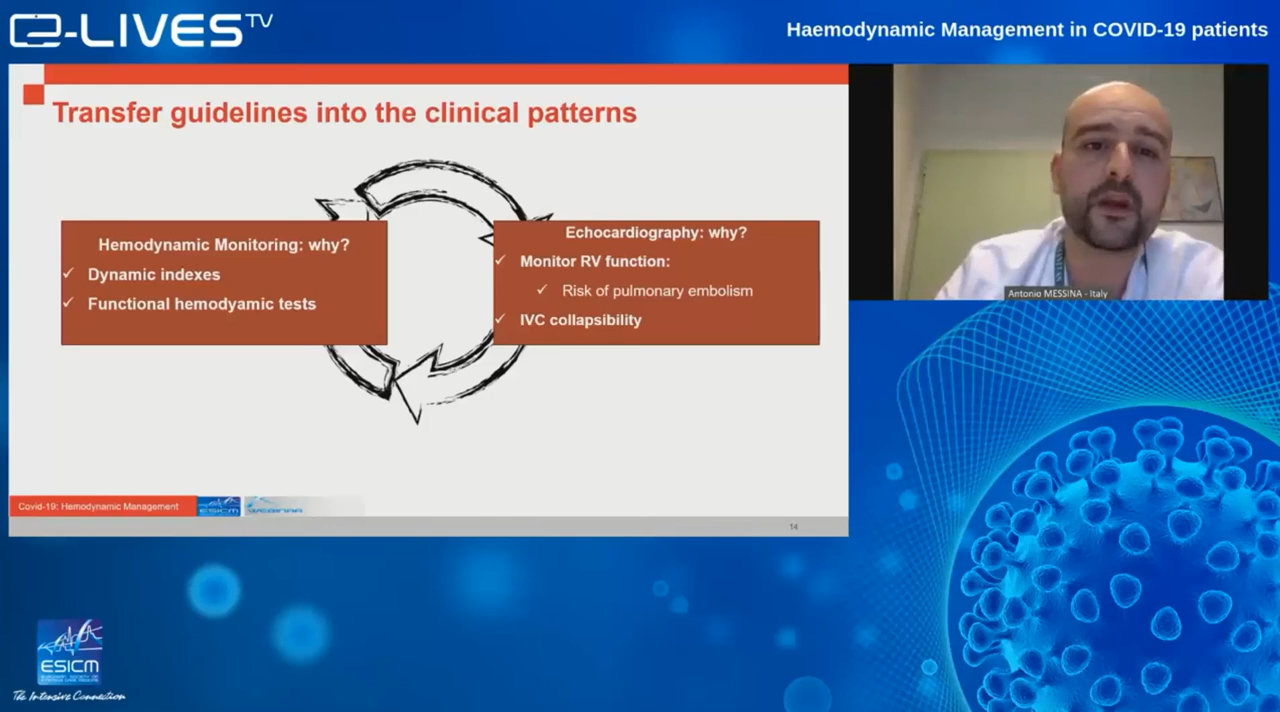 e-LIVES TV
Haemodynamic Management in COVID-19 patients
Transfer guidelines into the clinical patterns
Hemodynamic Monitoring: why?
✓ Dynamic indexes
✓ Functional hemodyamic tests
Echocardiography: why?
✓ Monitor RV function:
✓ Risk of pulmonary embolism
✓ IVC collapsibility
Antonio MESSINA - Italy
Covid-19: Hemodynamic Management
ESICM
14
ESICM
The Intensive Connection